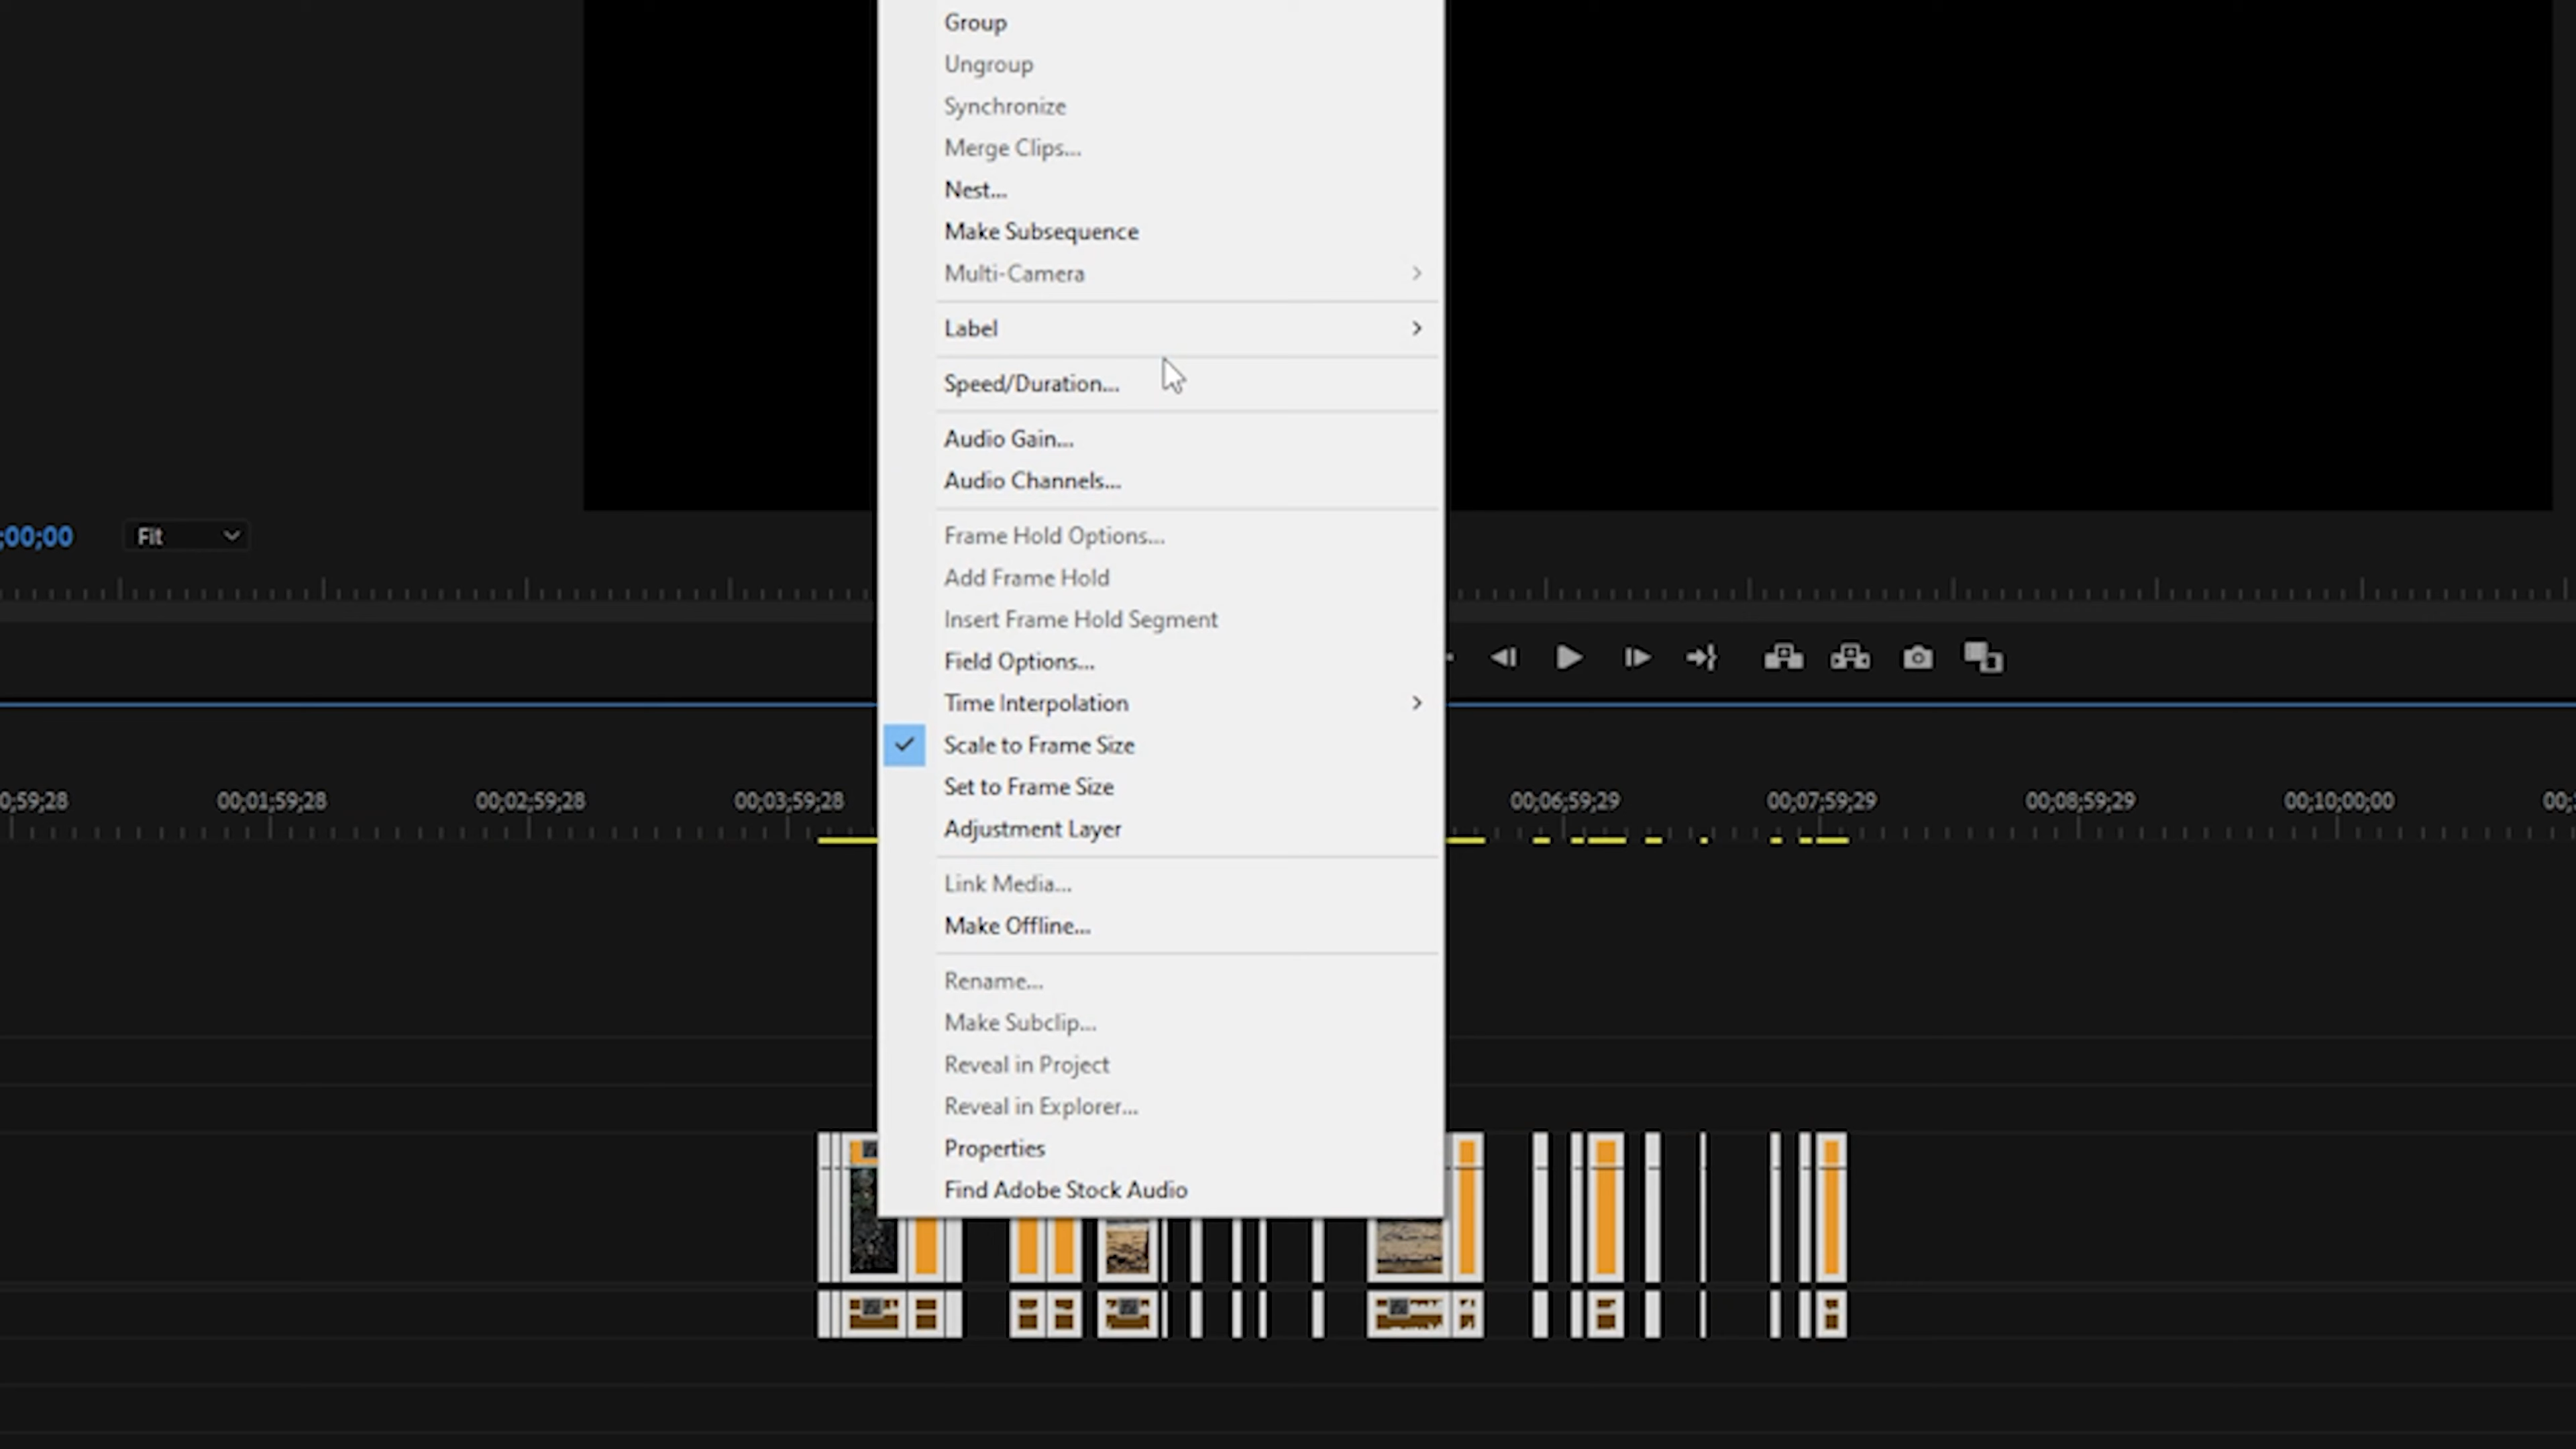 Group
Ungroup
Synchronize
Merge Clips...
Nest...
Make Subsequence
Multi-Camera
Label
Speed/Duration...
Audio Gain...
Audio Channels...
;00;00
Fit
Frame Hold Options...
Add Frame Hold
Insert Frame Hold Segment
Field Options...
Time Interpolation
Scale to Frame Size
Set to Frame Size
0;59;28 00;01;59;28 00;02;59;28 00;03;59;28 00;06;59;29 00;07;59;29 00;08;59;29 00;10;00;00 00;
Adjustment Layer
Link Media...
Make Offline...
Rename...
Make Subclip...
Reveal in Project
Reveal in Explorer...
Properties
Find Adobe Stock Audio